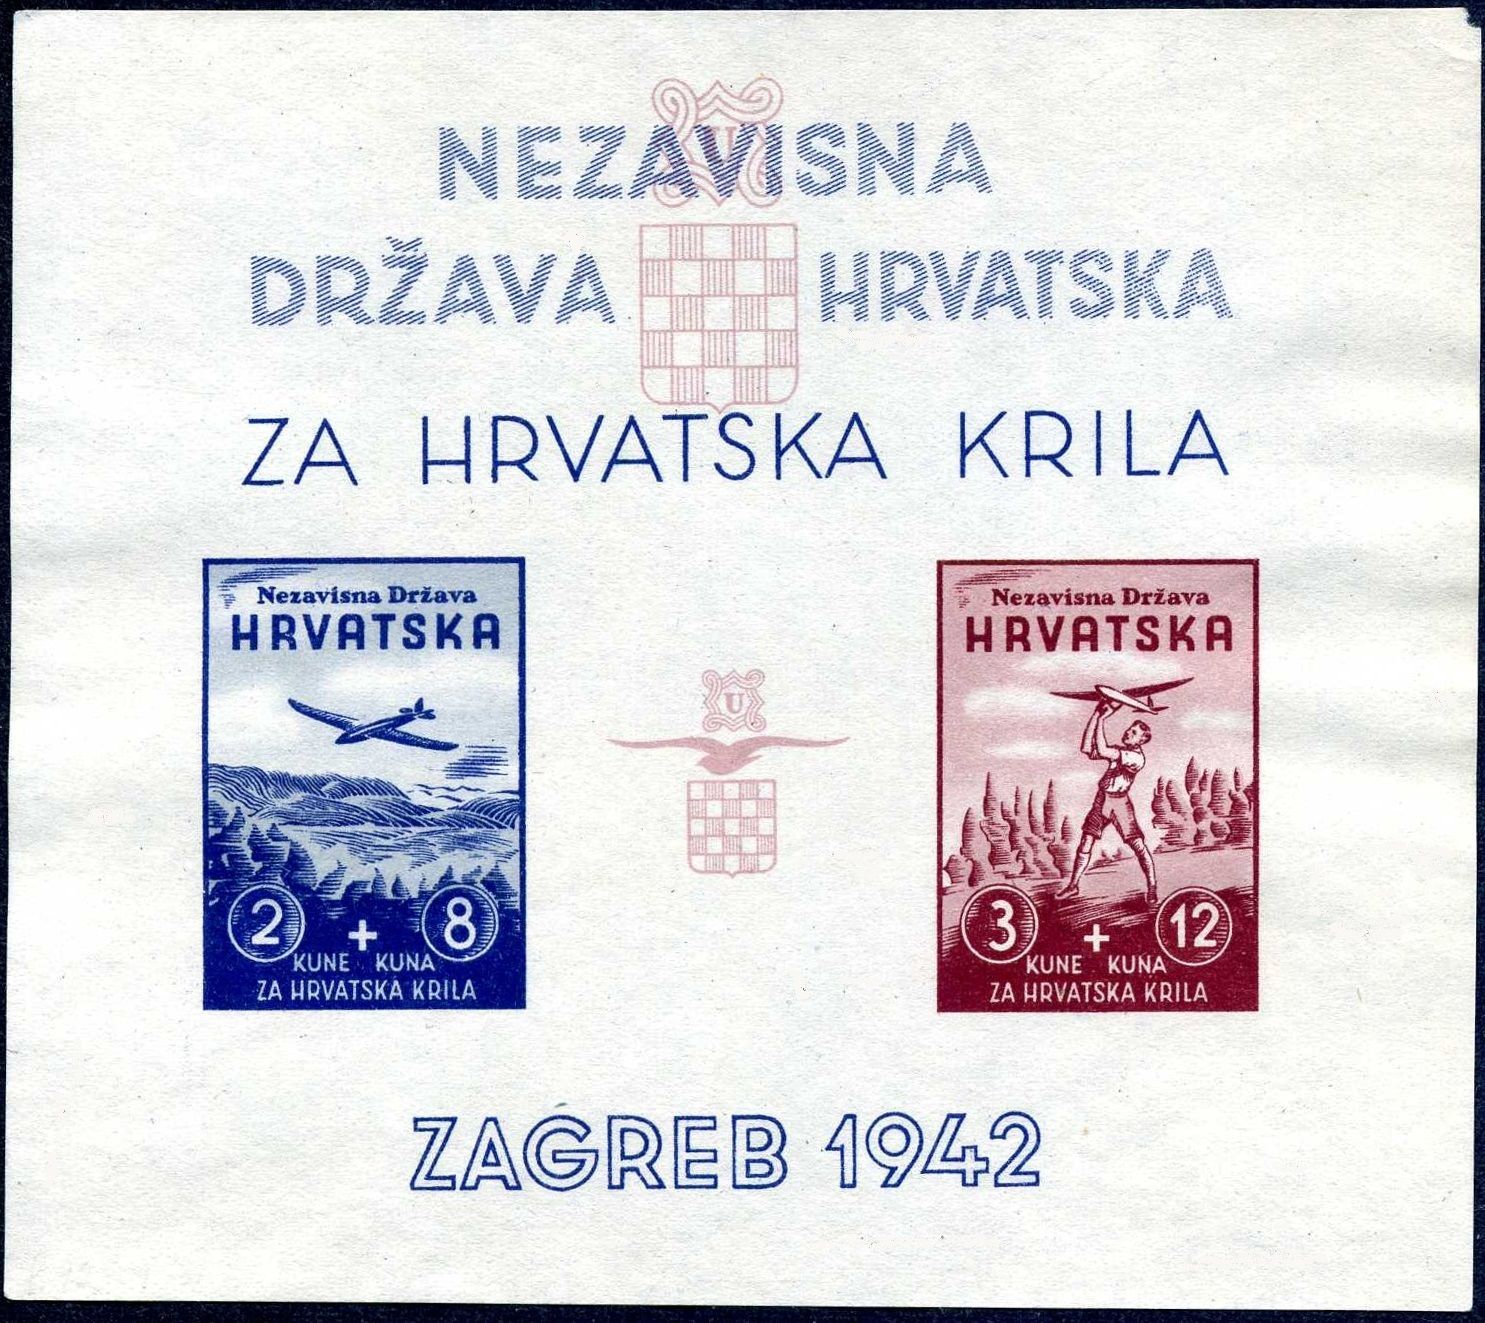 U
NEZAVISNA
DRŽAVA HRVATSKA
ZA HRVATSKA KRILA
Nezavisna Država
HRVATSKA
2 + 8
KUNE KUNA
ZA HRVATSKA KRILA
U
Nezavisna Država
HRVATSKA
3 + 12
KUNE KUNA
ZA HRVATSKA KRILA
ZAGREB 1942